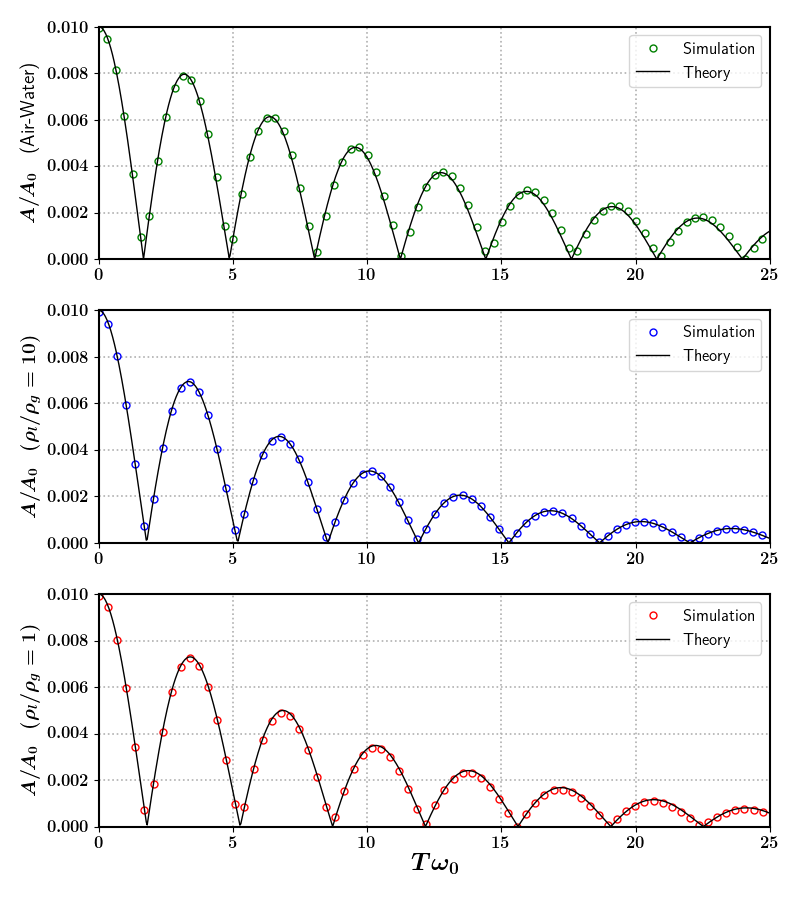 0.010
0.008
0.006
0.004
0.002
0.000
A/A₀ (Air-Water)
Simulation
Theory
0 5 10 15 20 25
0.010
0.008
0.006
0.004
0.002
0.000
A/A₀ (ρₗ/ρg = 10)
Simulation
Theory
0 5 10 15 20 25
0.010
0.008
0.006
0.004
0.002
0.000
A/A₀ (ρₗ/ρg = 1)
Simulation
Theory
0 5 10 15 20 25
Tω₀